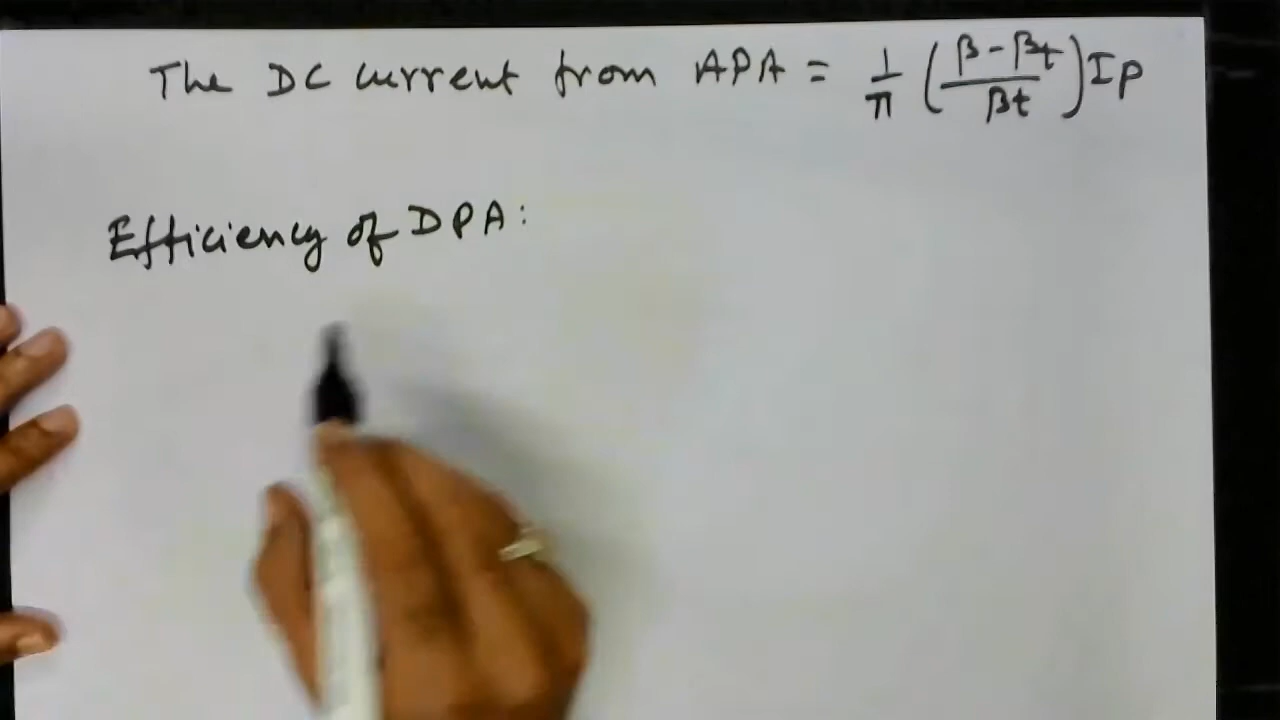 The DC current from APA = 1/π ((β - βt)/βt) Ip
Efficiency of DPA: